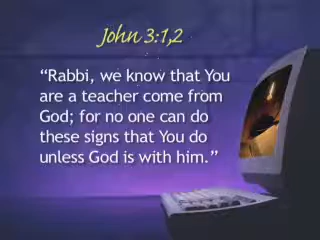 John 3:1,2
“Rabbi, we know that You
are a teacher come from
God; for no one can do
these signs that You do
unless God is with him.”